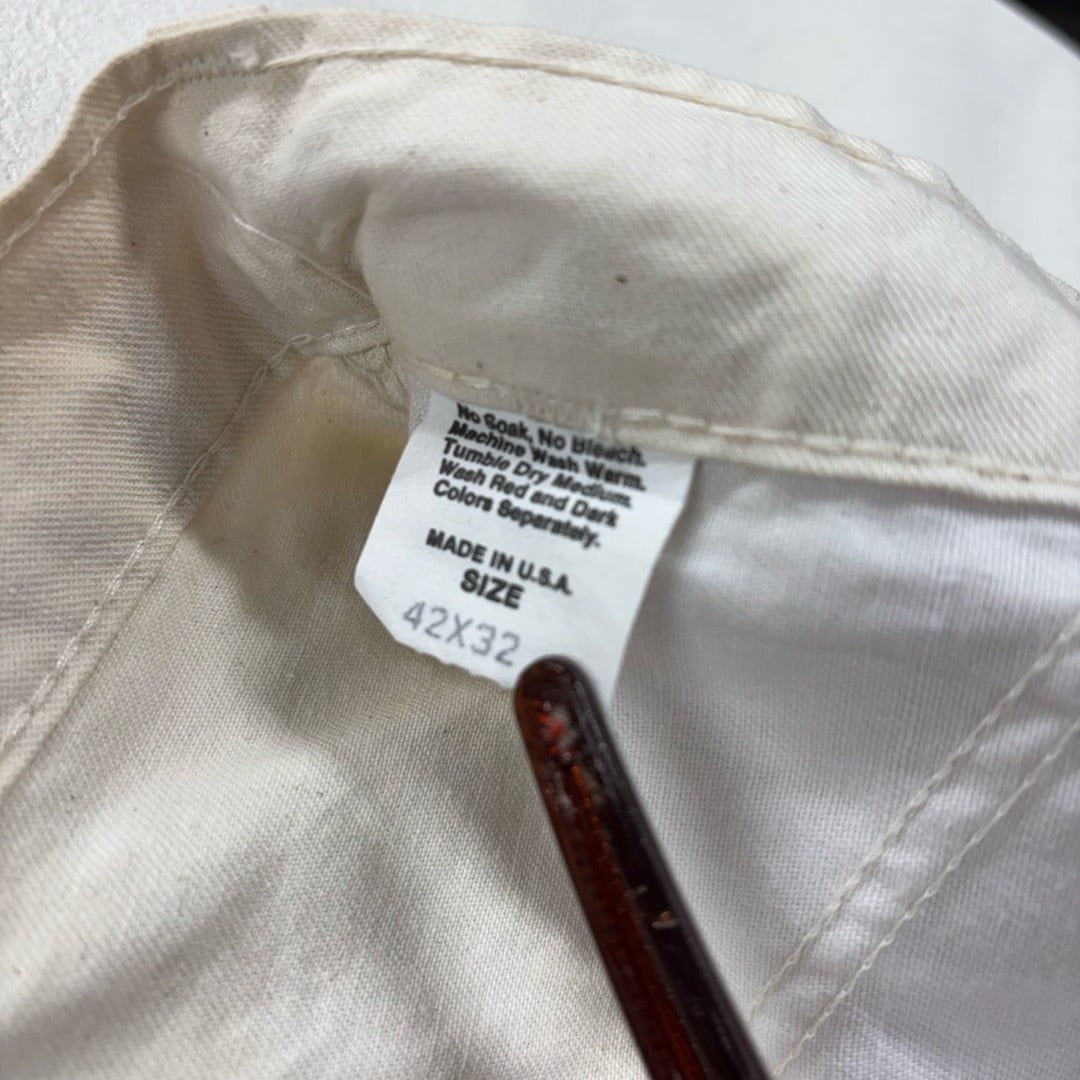 No Soak, No Bleach.
Machine Wash Warm.
Tumble Dry Medium.
Wash Red and Dark
Colors Separately.
MADE IN U.S.A.
SIZE
42X32